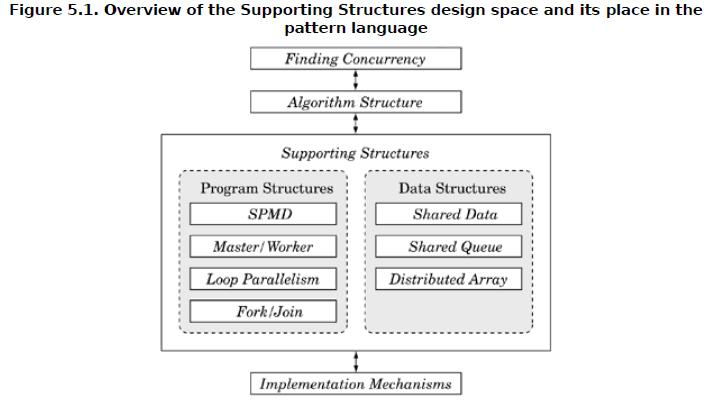 Figure 5.1. Overview of the Supporting Structures design space and its place in the
pattern language
Finding Concurrency
Algorithm Structure
Supporting Structures
Program Structures
SPMD
Master/Worker
Loop Parallelism
Fork/Join
Data Structures
Shared Data
Shared Queue
Distributed Array
Implementation Mechanisms